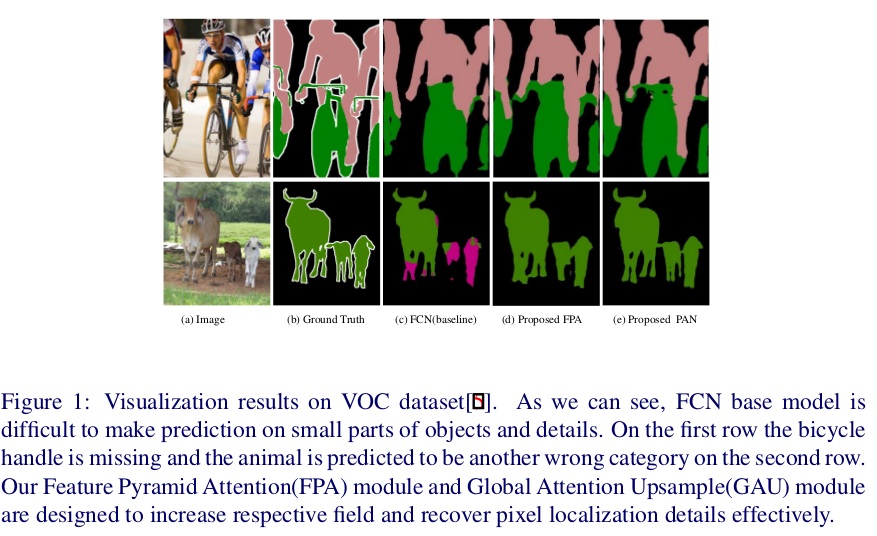 (a) Image (b) Ground Truth (c) FCN(baseline) (d) Proposed FPA (e) Proposed PAN
Figure 1: Visualization results on VOC dataset[5]. As we can see, FCN base model is
difficult to make prediction on small parts of objects and details. On the first row the bicycle
handle is missing and the animal is predicted to be another wrong category on the second row.
Our Feature Pyramid Attention(FPA) module and Global Attention Upsample(GAU) module
are designed to increase respective field and recover pixel localization details effectively.